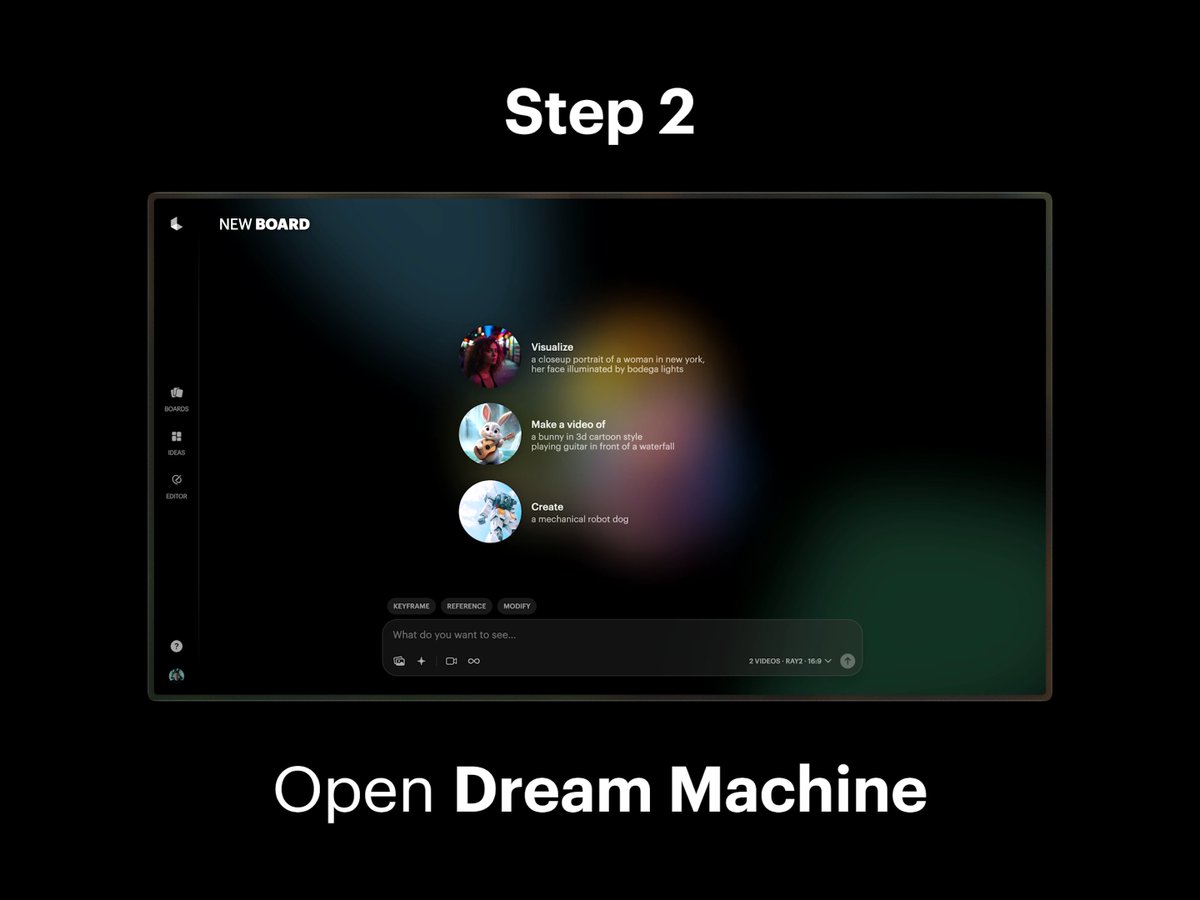 Step 2
NEW BOARD
Visualize
a closeup portrait of a woman in new york,
her face illuminated by bodega lights
BOARDS
Make a video of
a bunny in 3d cartoon style
playing guitar in front of a waterfall
IDEAS
EDITOR
Create
a mechanical robot dog
KEYFRAME REFERENCE MODIFY
What do you want to see...
?
2 VIDEOS · RAY2 · 16:9
Open Dream Machine